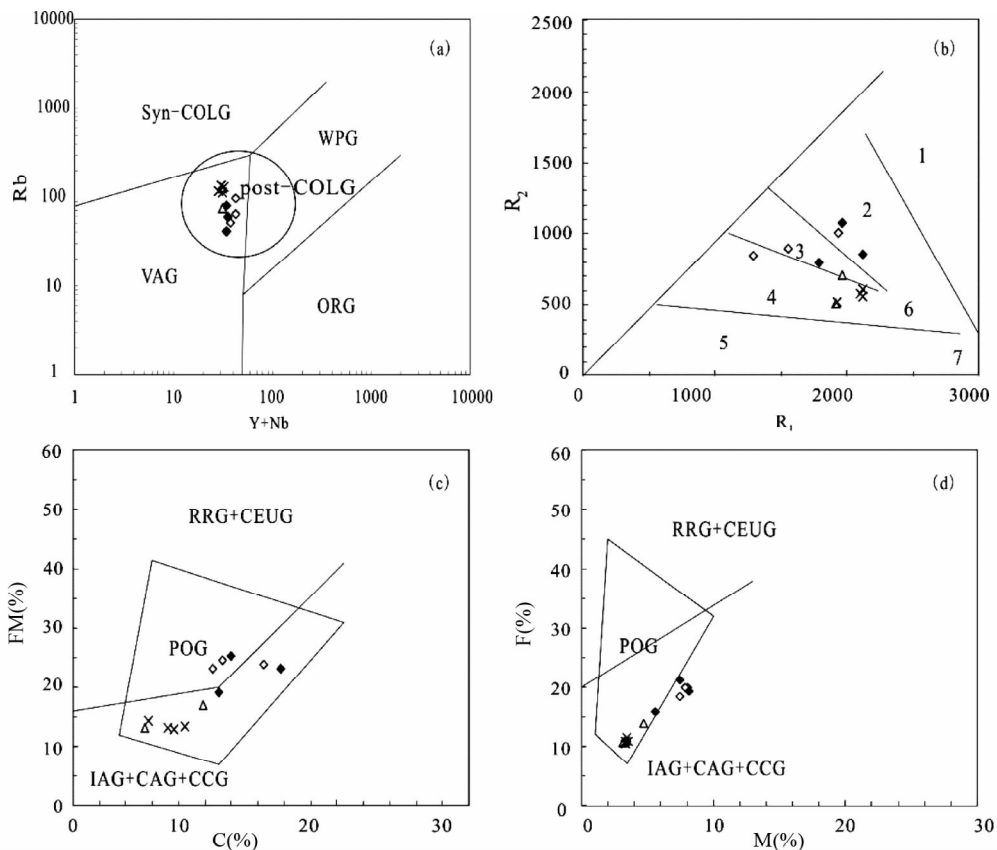 10000
(a)
1000
Syn-COLG
WPG
100
post-COLG
Rb
VAG
10
ORG
1
1
10
100
1000
10000
Y+Nb
(b)
2500
2000
1500
1
2
1000
3
R2
500
4
6
5
7
0
1000
2000
3000
R1
60
(c)
50
RRG+CEUG
40
30
FM(%)
POG
20
10
IAG+CAG+CCG
0
0
10
20
30
C(%)
60
(d)
50
RRG+CEUG
40
30
F(%)
POG
20
10
IAG+CAG+CCG
0
0
10
20
30
M(%)